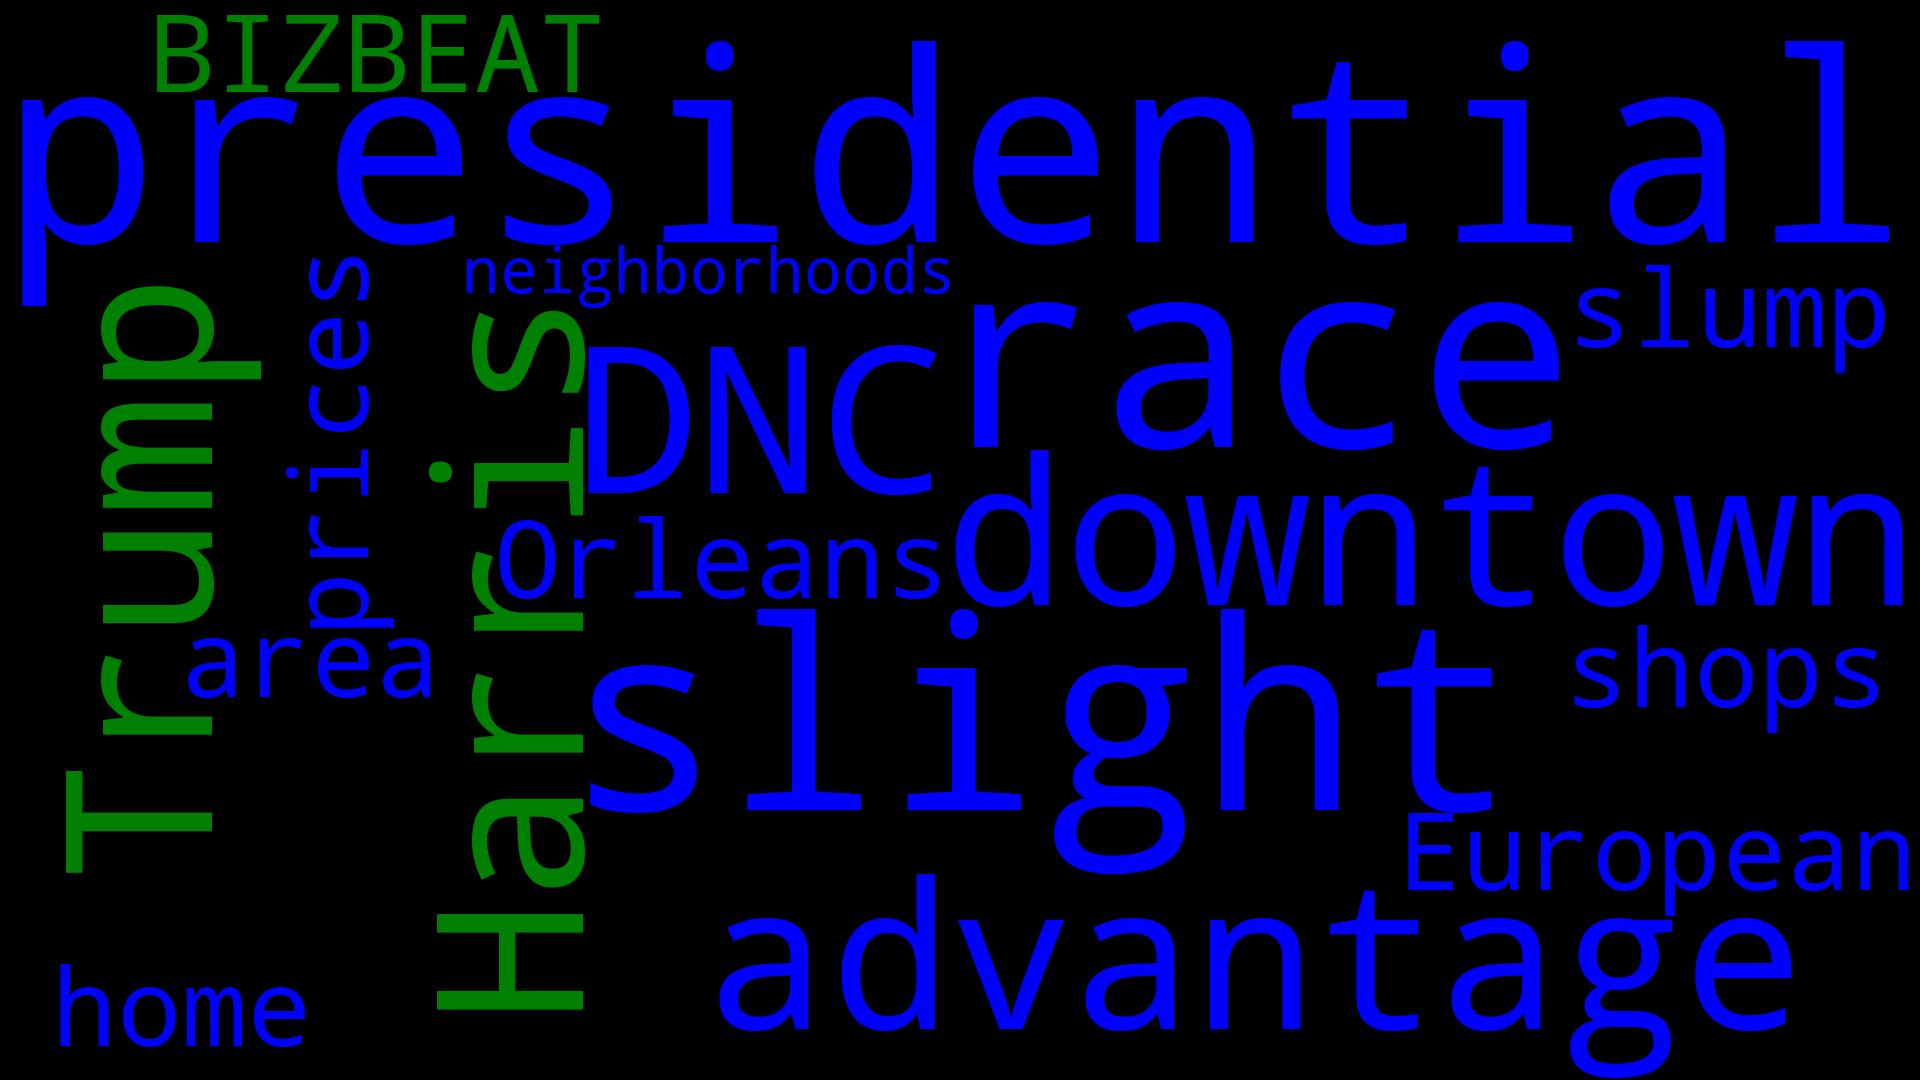 BIZBEAT
presidential
neighborhoods
prices
Trump
Harris
race
slump
DNC
downtown
Orleans
area
slight
shops
European
advantage
home